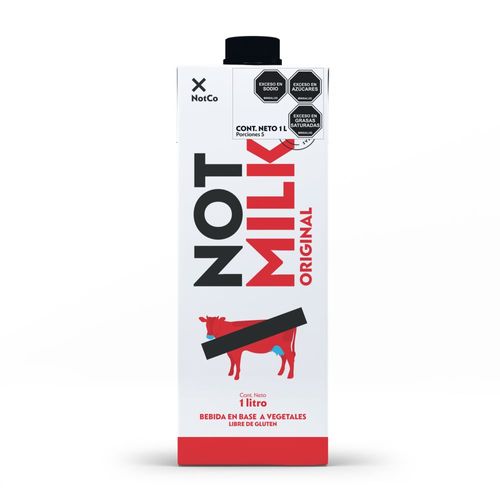 NotCo
EXCESO EN
SODIO
EXCESO EN
AZÚCARES
EXCESO EN
GRASAS
SATURADAS
CONT. NETO 1 L
Porciones 5
NOT
MILK
ORIGINAL
Cont. Neto
1 litro
BEBIDA EN BASE A VEGETALES
LIBRE DE GLUTEN